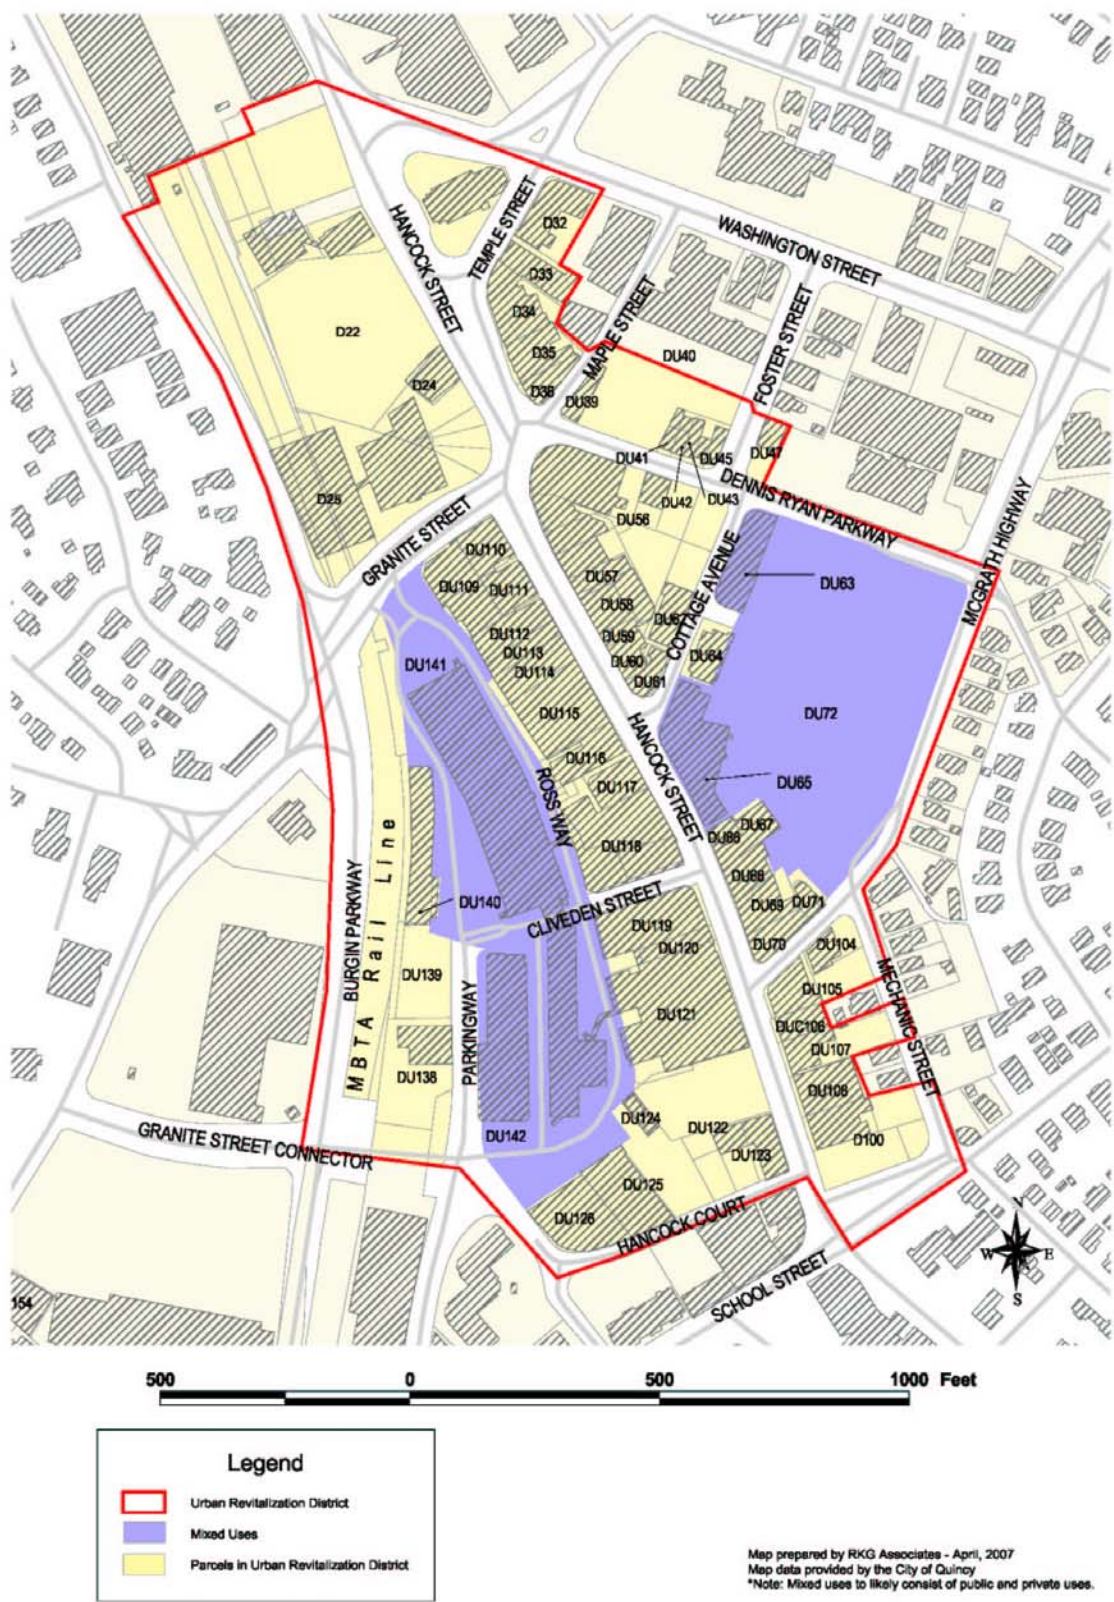 WASHINGTON STREET
TEMPLE STREET
D32
HANCOCK STREET
D33
D34
MAPLE STREET
FOSTER STREET
D22
D35
DU40
D36
D24
DU39
DU41
DU42
DU43
DU45
DU47
D25
DENNIS RYAN PARKWAY
MCGRATH HIGHWAY
GRANITE STREET
DU56
COTTAGE AVENUE
DU110
DU109
DU111
DU57
DU63
DU58
DU62
DU59
DU60
DU61
DU64
DU112
DU113
DU114
DU141
DU115
DU72
HANCOCK STREET
DU116
DU117
ROSS WAY
DU65
DU118
DU67
DU66
DU68
DU69
DU71
DU70
BURGIN PARKWAY
MBTA Rail Line
DU140
CLIVEDEN STREET
DU119
DU120
DU104
DU139
DU105
MECHANIC STREET
PARKINGWAY
DU121
DUC106
DU107
DU138
DU108
DU124
DU122
D100
GRANITE STREET CONNECTOR
DU142
DU123
DU125
DU126
HANCOCK COURT
SCHOOL STREET
N
W E
S
154
500 0 500 1000 Feet
Legend
Urban Revitalization District
Mixed Uses
Parcels in Urban Revitalization District
Map prepared by RKG Associates - April, 2007
Map data provided by the City of Quincy
*Note: Mixed uses to likely consist of public and private uses.